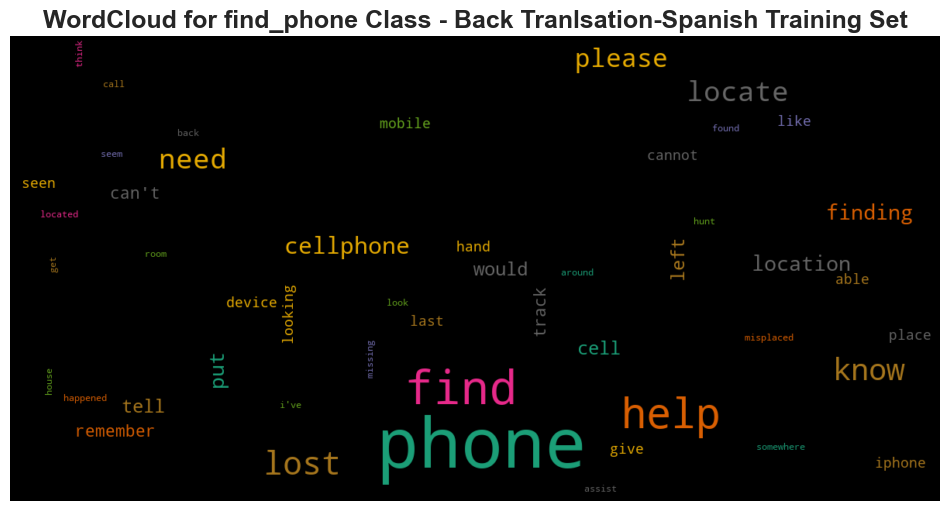 WordCloud for find_phone Class - Back Tranlsation-Spanish Training Set
think
please
call
locate
mobile
like
found
back
seem
need
cannot
seen
can't
located
finding
hunt
cellphone
hand
left
room
get
would
around
location
able
device
looking
look
last
track
misplaced
place
cell
missing
put
know
house
find
happened
tell
i've
help
remember
phone
give
somewhere
lost
iphone
assist